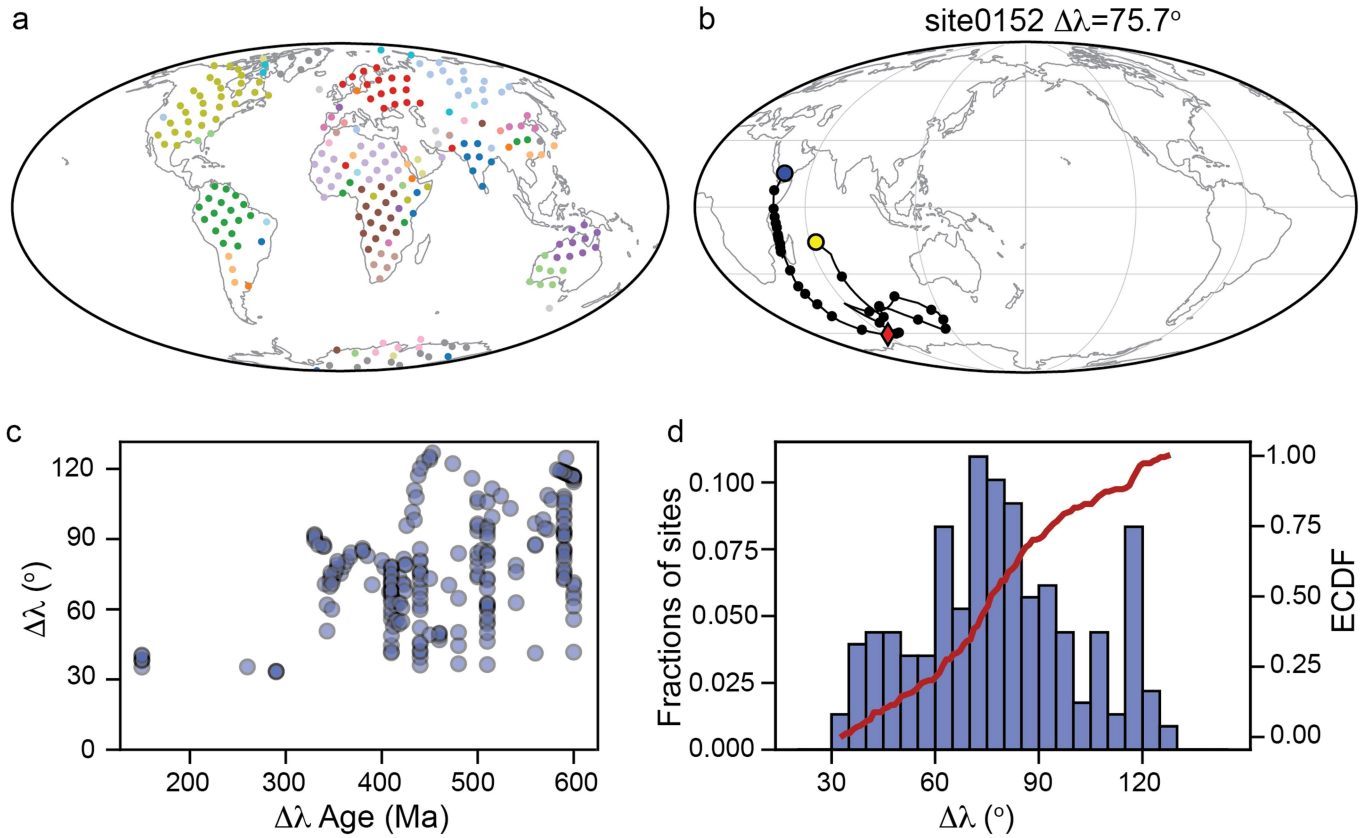 a
b
site0152 Δλ=75.7°
c
Δλ (°)
120
90
60
30
0
200
300
400
500
600
Δλ Age (Ma)
d
Fractions of sites
0.100
0.075
0.050
0.025
0.000
30
60
90
120
Δλ (°)
1.00
0.75
0.50
0.25
0.00
ECDF